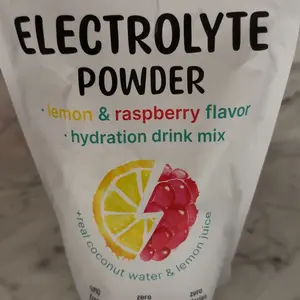 ELECTROLYTE
POWDER
· lemon & raspberry flavor
· hydration drink mix
+real coconut water & lemon juice
zero
zero